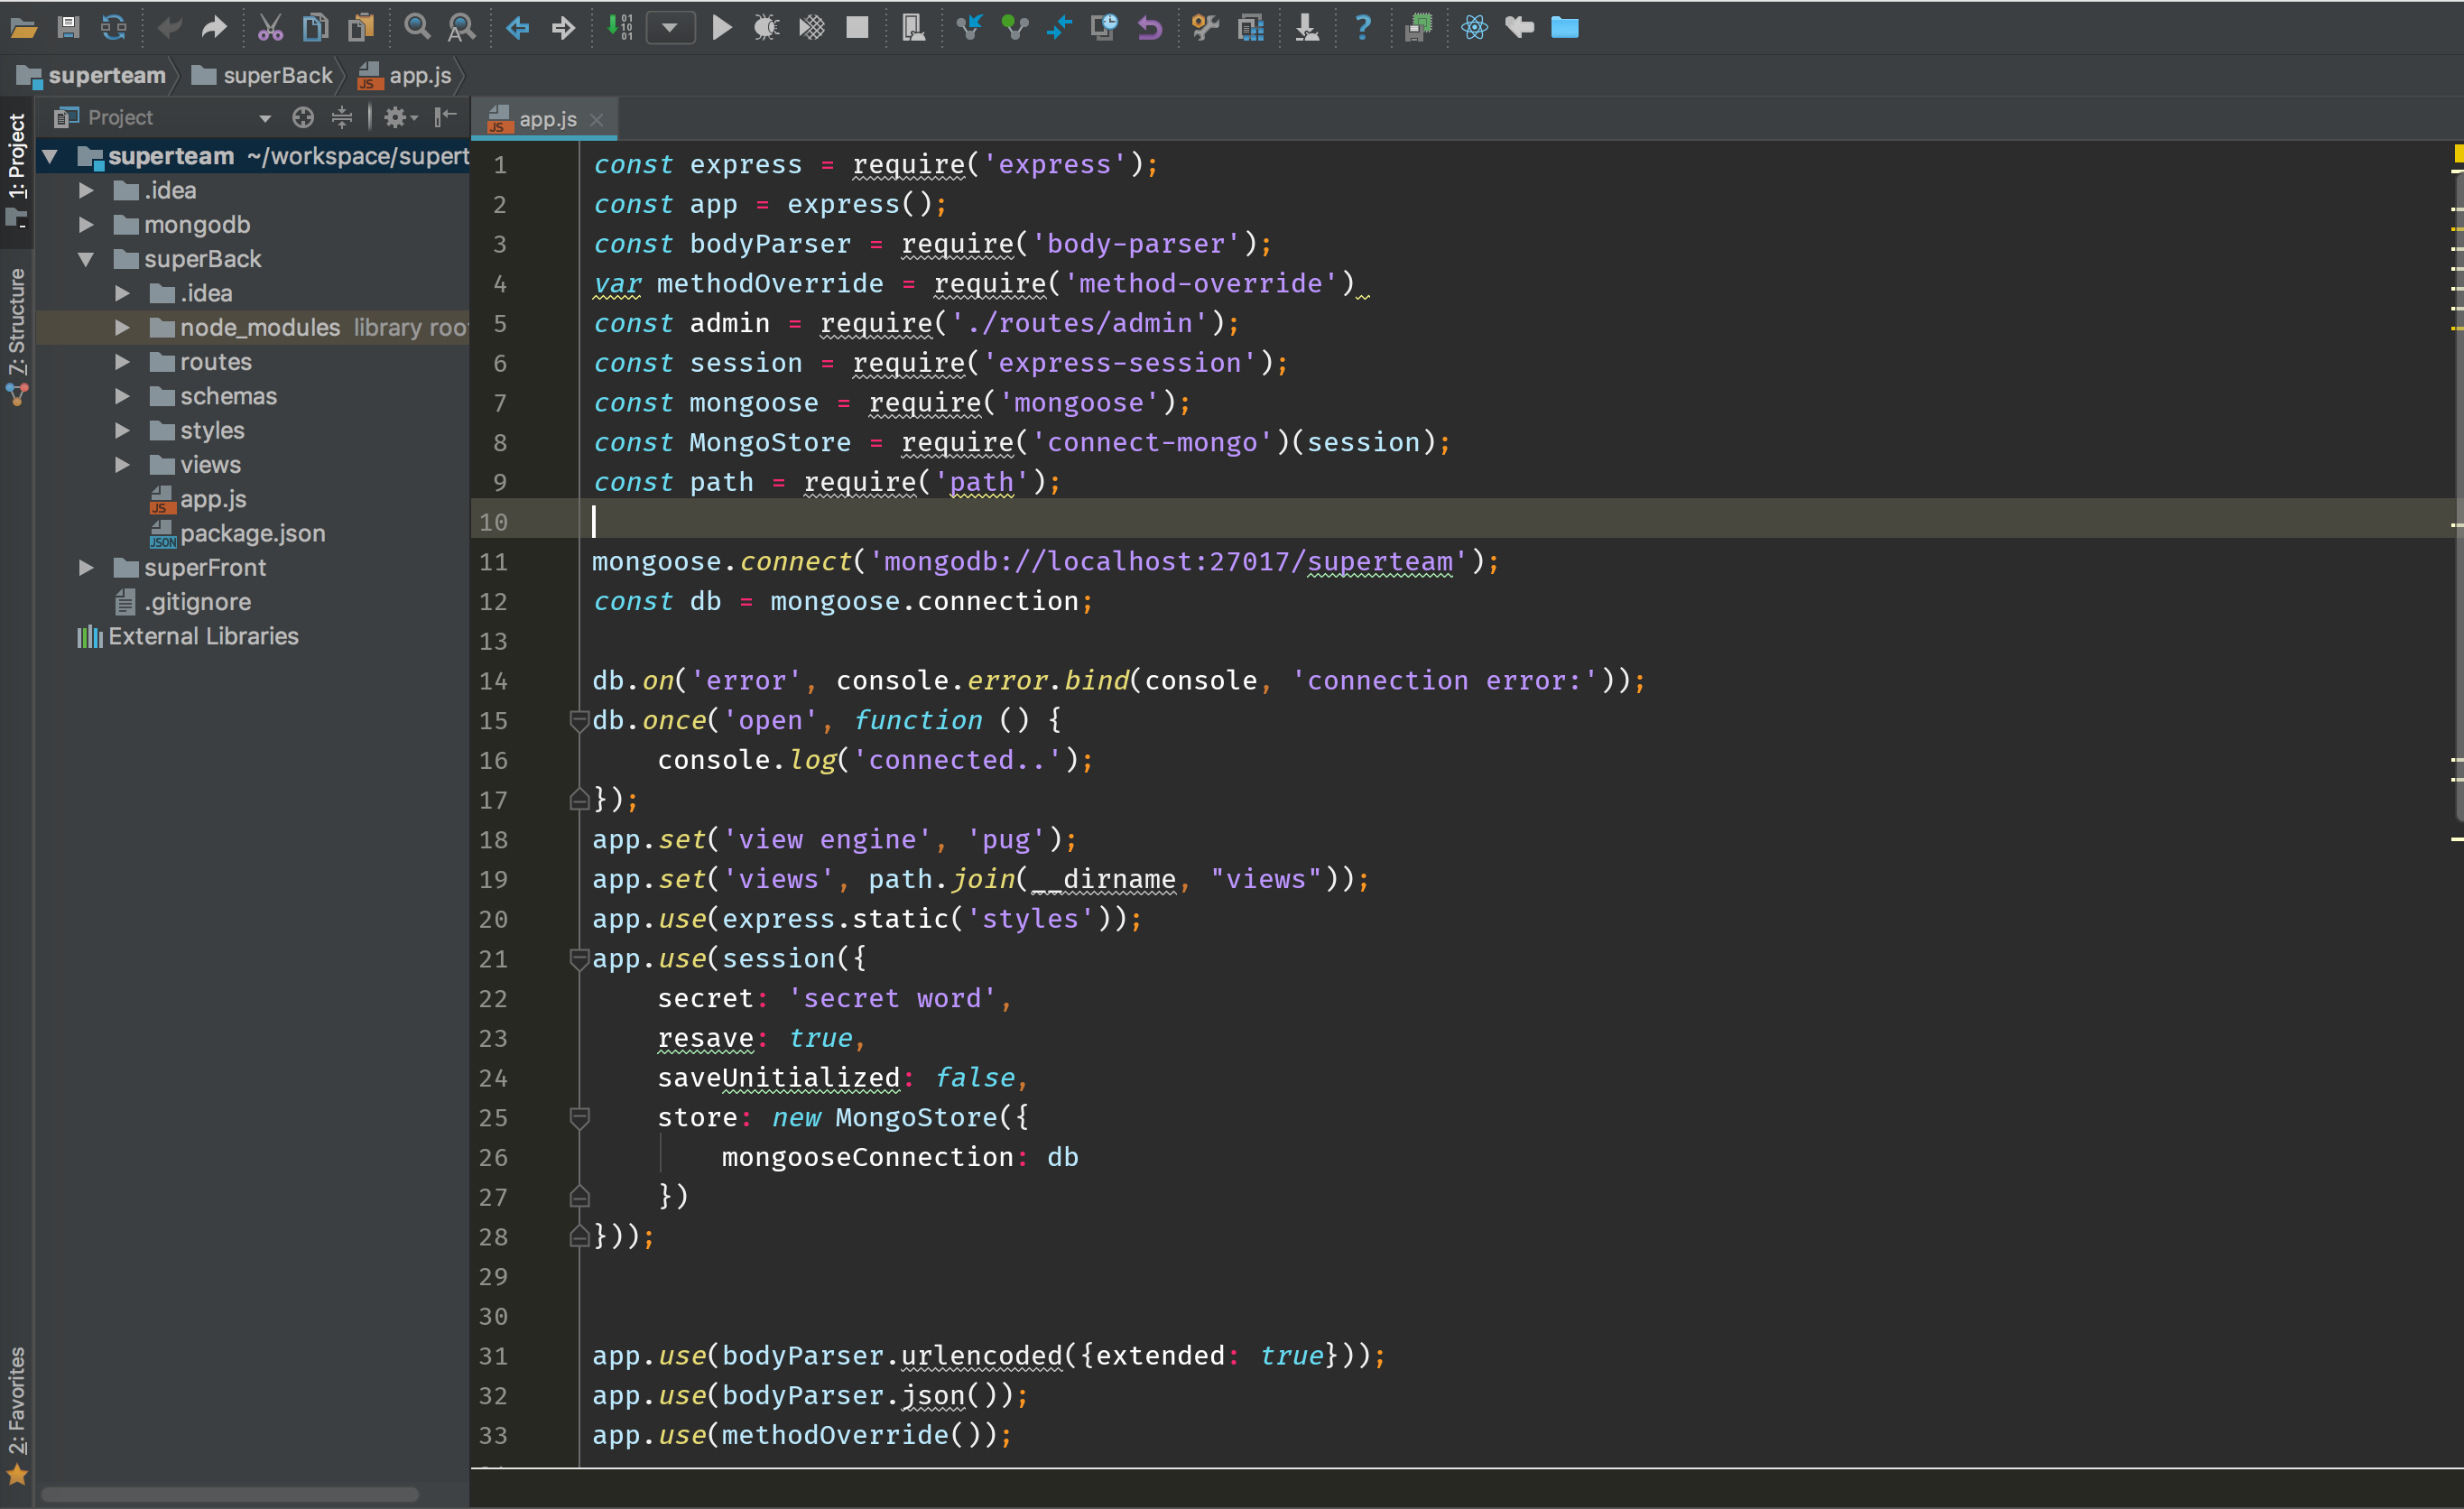 superteam superBack app.js
Project
app.js
1: Project
Z: Structure
2: Favorites
superteam ~/workspace/supert
.idea
mongodb
superBack
.idea
node_modules library roo
routes
schemas
styles
views
app.js
package.json
superFront
.gitignore
External Libraries
1 const express = require('express');
2 const app = express();
3 const bodyParser = require('body-parser');
4 var methodOverride = require('method-override')
5 const admin = require('./routes/admin');
6 const session = require('express-session');
7 const mongoose = require('mongoose');
8 const MongoStore = require('connect-mongo')(session);
9 const path = require('path');
10
11 mongoose.connect('mongodb://localhost:27017/superteam');
12 const db = mongoose.connection;
13
14 db.on('error', console.error.bind(console, 'connection error:'));
15 db.once('open', function () {
16 console.log('connected..');
17 });
18 app.set('view engine', 'pug');
19 app.set('views', path.join(__dirname, "views"));
20 app.use(express.static('styles'));
21 app.use(session({
22 secret: 'secret word',
23 resave: true,
24 saveUnitialized: false,
25 store: new MongoStore({
26 mongooseConnection: db
27 })
28 }));
29
30
31 app.use(bodyParser.urlencoded({extended: true}));
32 app.use(bodyParser.json());
33 app.use(methodOverride());